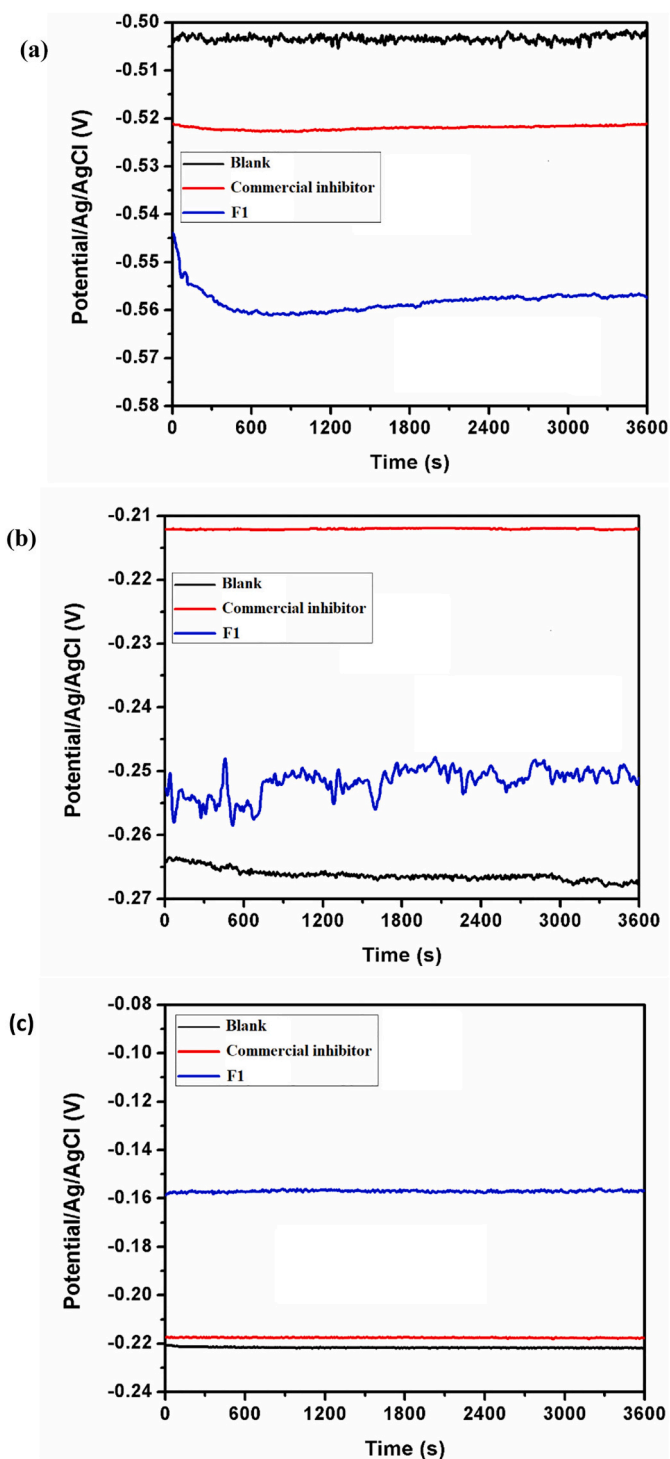 (a)
-0.50
-0.51
-0.52
-0.53
-0.54
-0.55
-0.56
-0.57
-0.58
Potential/Ag/AgCl (V)
Blank
Commercial inhibitor
F1
0 600 1200 1800 2400 3000 3600
Time (s)
(b)
-0.21
-0.22
-0.23
-0.24
-0.25
-0.26
-0.27
Potential/Ag/AgCl (V)
Blank
Commercial inhibitor
F1
0 600 1200 1800 2400 3000 3600
Time (s)
(c)
-0.08
-0.10
-0.12
-0.14
-0.16
-0.18
-0.20
-0.22
-0.24
Potential/Ag/AgCl (V)
Blank
Commercial inhibitor
F1
0 600 1200 1800 2400 3000 3600
Time (s)